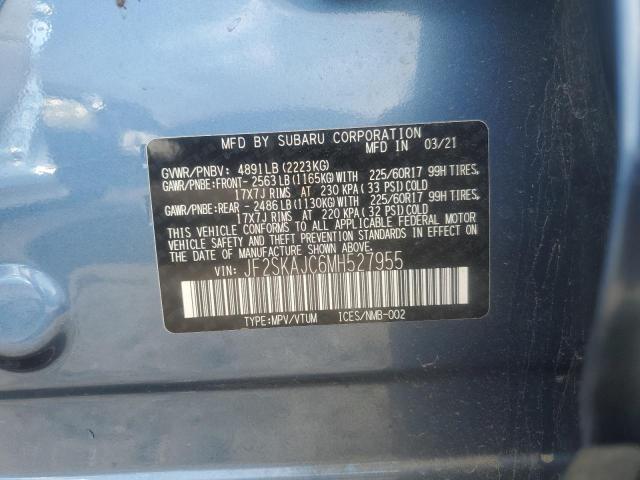 MFD BY SUBARU CORPORATION
MFD IN 03/21
GVWR/PNBV: 4891LB (2223KG)
GAWR/PNBE:FRONT- 2563LB (1165KG) WITH 225/60R17 99H TIRES,
17X7J RIMS AT 230 KPA (33 PSI) COLD
GAWR/PNBE:REAR - 2486LB (1130KG) WITH 225/60R17 99H TIRES,
17X7J RIMS AT 220 KPA (32 PSI) COLD
THIS VEHICLE CONFORMS TO ALL APPLICABLE FEDERAL MOTOR
VEHICLE SAFETY AND BUMPER STANDARDS IN EFFECT ON THE
DATE OF MANUFACTURE SHOWN ABOVE.
VIN: JF2SKAJC6MH527955
TYPE:MPV/VTUM ICES/NMB-002